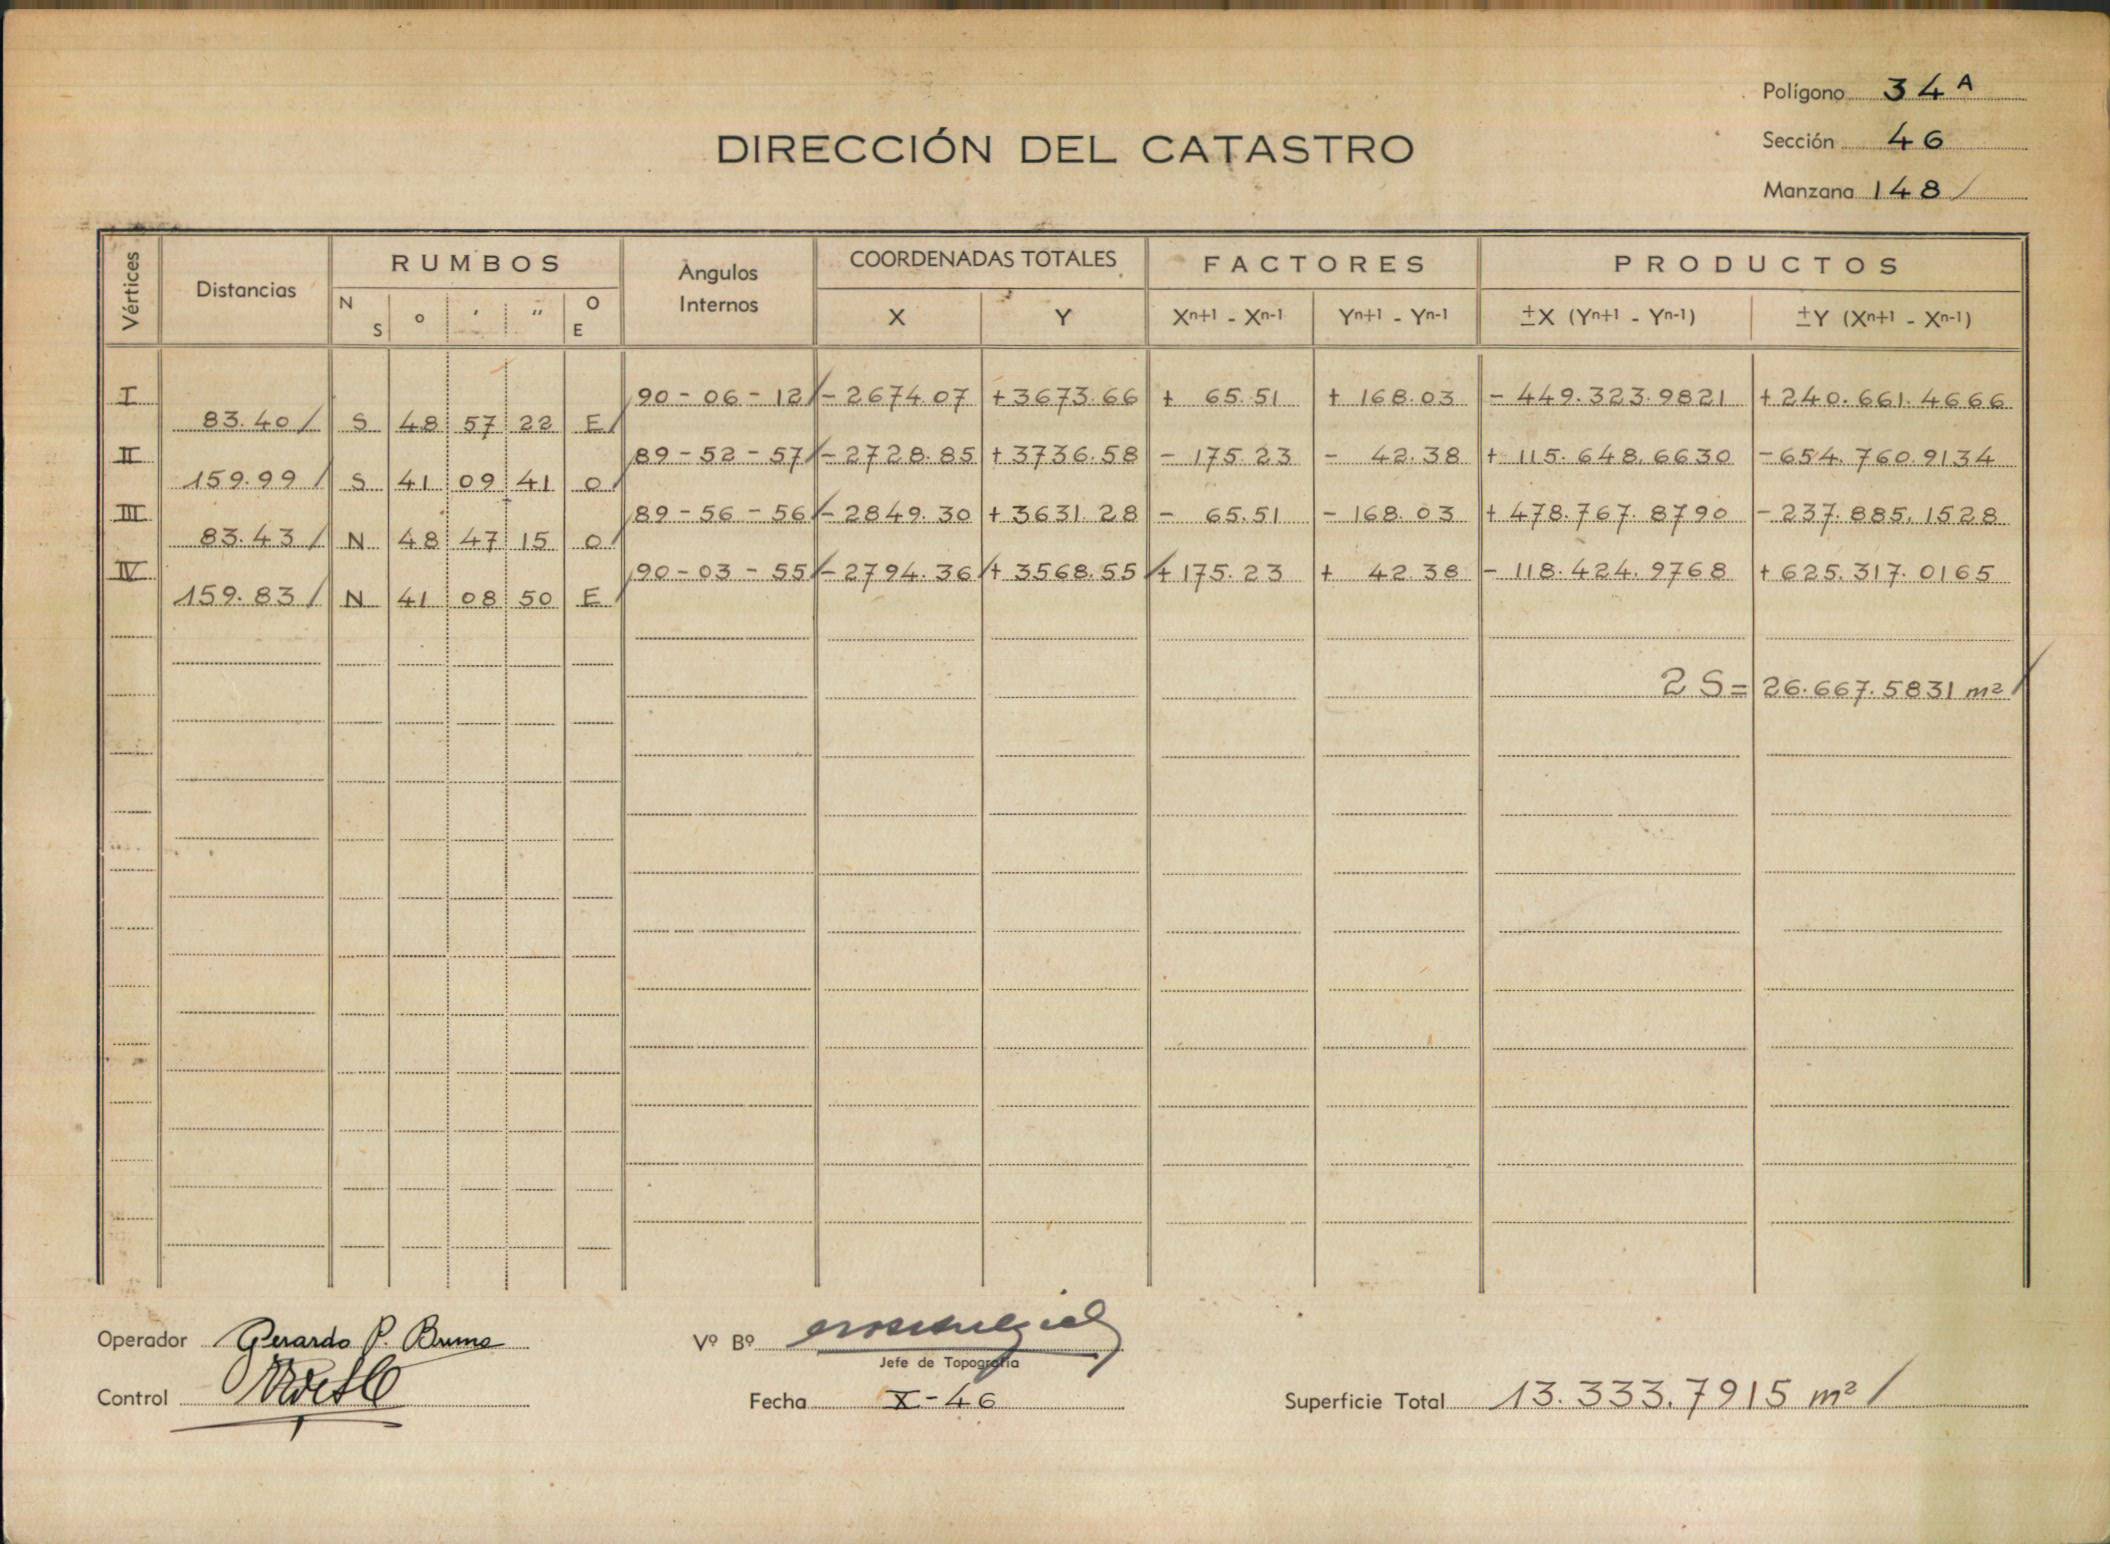 Polígono 34 A
DIRECCIÓN DEL CATASTRO
Sección 46
Manzana 148 /
Vértices Distancias RUMBOS Angulos Internos COORDENADAS TOTALES FACTORES PRODUCTOS
N S o ' " O E X Y Xn+1 - Xn-1 Yn+1 - Yn-1 ±X (Yn+1 - Yn-1) ±Y (Xn+1 - Xn-1)
I 90 - 06 - 12 / - 2674.07 + 3673.66 + 65.51 + 168.03 - 449.323.9821 + 240.661.4666
83.40 / S 48 57 22 E /
II 89 - 52 - 57 / - 2728.85 + 3736.58 - 175.23 - 42.38 + 115.648.6630 - 654.760.9134
159.99 / S 41 09 41 O /
III 89 - 56 - 56 / - 2849.30 + 3631.28 - 65.51 - 168.03 + 478.767.8790 - 237.885.1528
83.43 / N 48 47 15 O /
IV 90 - 03 - 55 / - 2794.36 / + 3568.55 / + 175.23 + 42.38 - 118.424.9768 + 625.317.0165
159.83 / N 41 08 50 E /
2 S = 26.667.5831 m² /
Operador Gerardo P. Bruno
Vº Bº
Jefe de Topografía
Control
Fecha X - 46
Superficie Total 13.333.7915 m² /